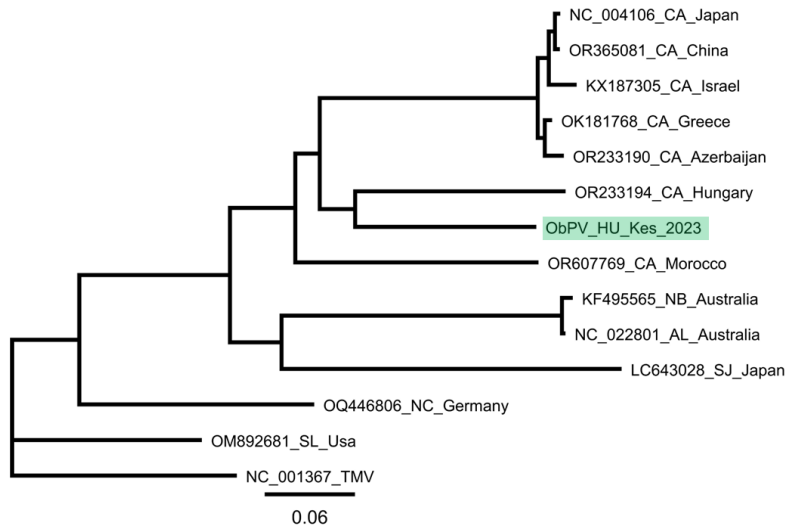 NC_004106_CA_Japan
OR365081_CA_China
KX187305_CA_Israel
OK181768_CA_Greece
OR233190_CA_Azerbaijan
OR233194_CA_Hungary
ObPV_HU_Kes_2023
OR607769_CA_Morocco
KF495565_NB_Australia
NC_022801_AL_Australia
LC643028_SJ_Japan
OQ446806_NC_Germany
OM892681_SL_Usa
NC_001367_TMV
0.06